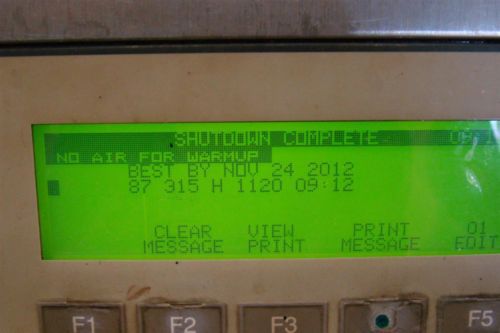 SHUTDOWN COMPLETE
NO AIR FOR WARMUP
BEST BY NOV 24 2012
87 315 H 1120 09:12
CLEAR VIEW PRINT 01
MESSAGE PRINT MESSAGE EDIT
F1 F2 F3 F5